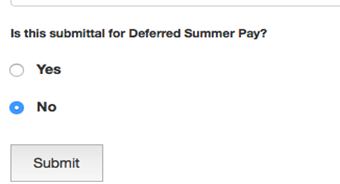 Is this submittal for Deferred Summer Pay?
Yes
No
Submit